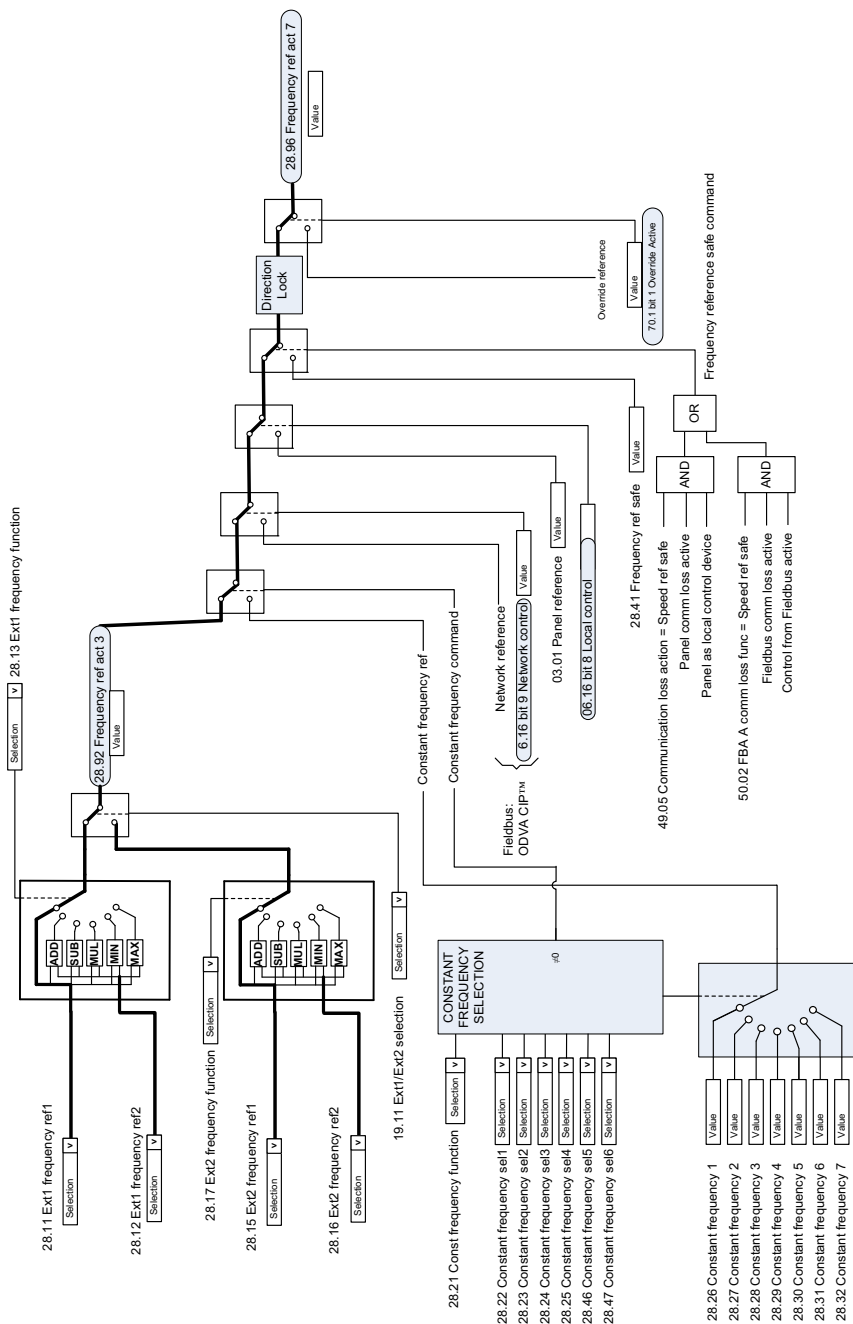 28.11 Ext1 frequency ref1
Selection v
28.12 Ext1 frequency ref2
Selection v
ADD
SUB
MUL
MIN
MAX
Selection v 28.13 Ext1 frequency function
28.17 Ext2 frequency function Selection v
28.15 Ext2 frequency ref1
Selection v
28.16 Ext2 frequency ref2
Selection v
ADD
SUB
MUL
MIN
MAX
19.11 Ext1/Ext2 selection Selection v
28.92 Frequency ref act 3
Value
28.21 Const frequency function Selection v
28.22 Constant frequency sel1 Selection v
28.23 Constant frequency sel2 Selection v
28.24 Constant frequency sel3 Selection v
28.25 Constant frequency sel4 Selection v
28.46 Constant frequency sel5 Selection v
28.47 Constant frequency sel6 Selection v
CONSTANT
FREQUENCY
SELECTION
≠0
28.26 Constant frequency 1 Value
28.27 Constant frequency 2 Value
28.28 Constant frequency 3 Value
28.29 Constant frequency 4 Value
28.30 Constant frequency 5 Value
28.31 Constant frequency 6 Value
28.32 Constant frequency 7 Value
Constant frequency ref
Constant frequency command
Network reference
Fieldbus:
ODVA CIP™
6.16 bit 9 Network control Value
03.01 Panel reference Value
06.16 bit 8 Local control
28.41 Frequency ref safe Value
49.05 Communication loss action = Speed ref safe
Panel comm loss active
Panel as local control device
AND
50.02 FBA A comm loss func = Speed ref safe
Fieldbus comm loss active
Control from Fieldbus active
AND
OR
Frequency reference safe command
Direction
Lock
Override reference
Value
70.1 bit 1 Override Active
28.96 Frequency ref act 7
Value